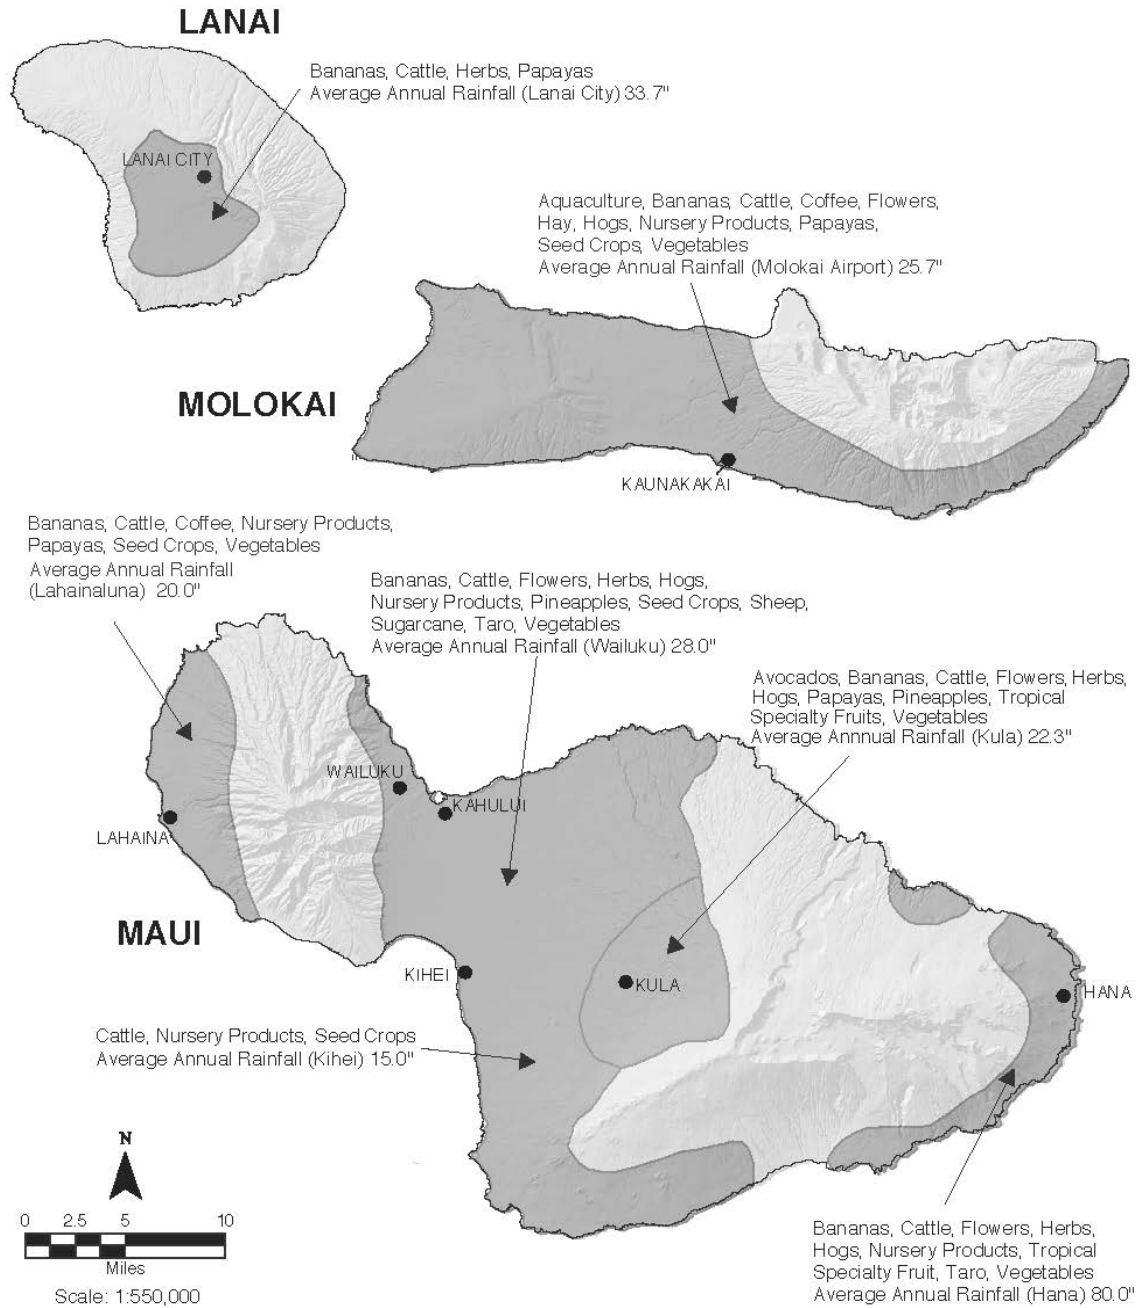 LANAI
Bananas, Cattle, Herbs, Papayas
Average Annual Rainfall (Lanai City) 33.7"
LANAI CITY
Aquaculture, Bananas, Cattle, Coffee, Flowers,
Hay, Hogs, Nursery Products, Papayas,
Seed Crops, Vegetables
Average Annual Rainfall (Molokai Airport) 25.7"
MOLOKAI
KAUNAKAKAI
Bananas, Cattle, Coffee, Nursery Products,
Papayas, Seed Crops, Vegetables
Average Annual Rainfall
(Lahainaluna) 20.0"
Bananas, Cattle, Flowers, Herbs, Hogs,
Nursery Products, Pineapples, Seed Crops, Sheep,
Sugarcane, Taro, Vegetables
Average Annual Rainfall (Wailuku) 28.0"
Avocados, Bananas, Cattle, Flowers, Herbs,
Hogs, Papayas, Pineapples, Tropical
Specialty Fruits, Vegetables
Average Annnual Rainfall (Kula) 22.3"
WAILUKU
KAHULUI
LAHAINA
MAUI
KIHEI
KULA
HANA
Cattle, Nursery Products, Seed Crops
Average Annual Rainfall (Kihei) 15.0"
N
0 2.5 5 10
Miles
Scale: 1:550,000
Bananas, Cattle, Flowers, Herbs,
Hogs, Nursery Products, Tropical
Specialty Fruit, Taro, Vegetables
Average Annual Rainfall (Hana) 80.0"